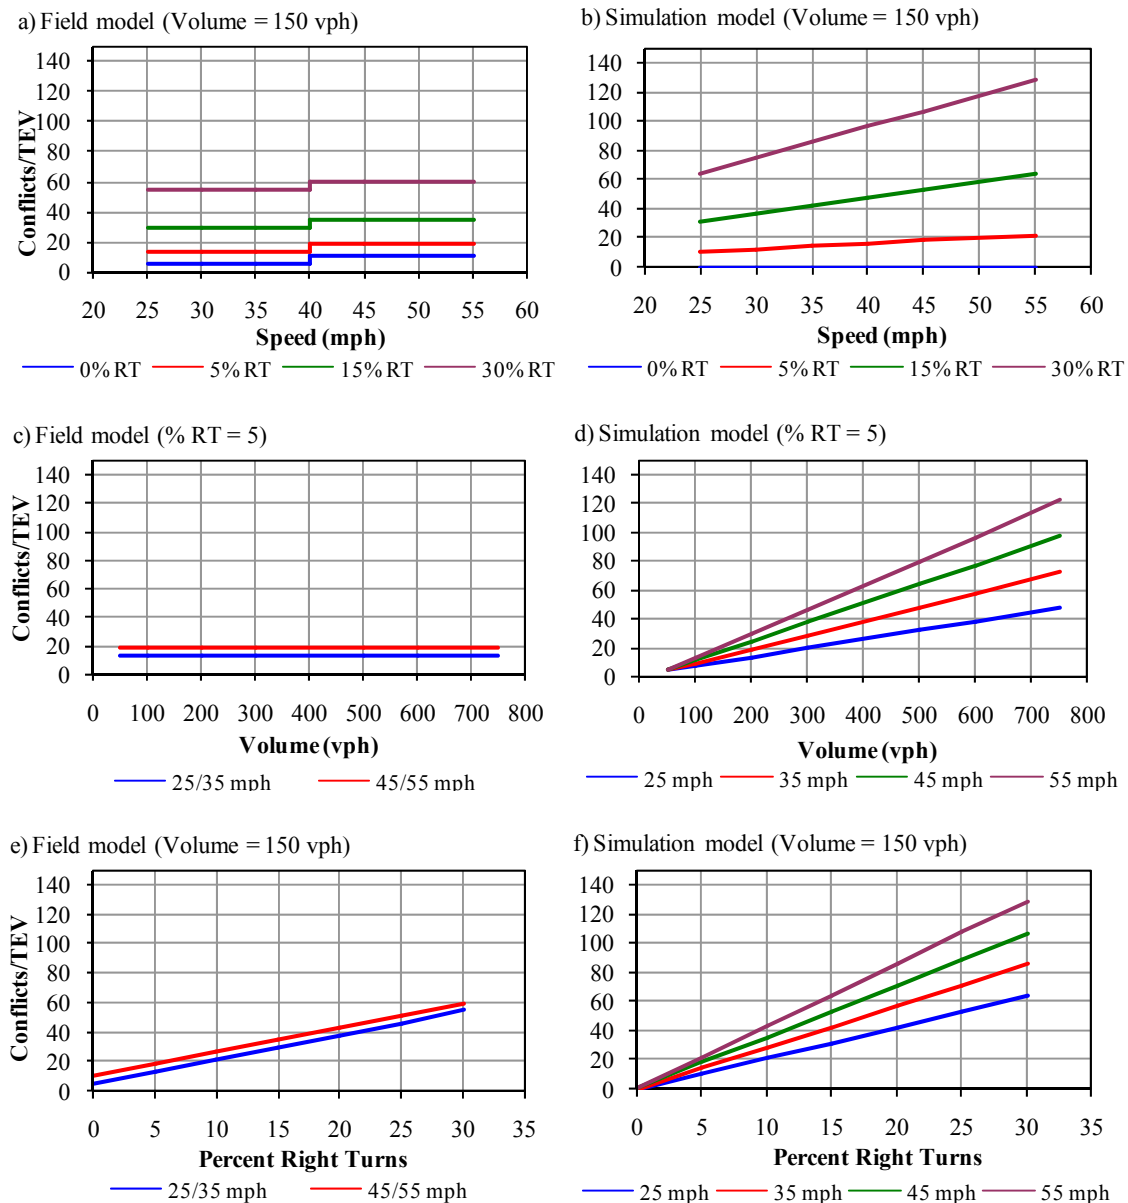 a) Field model (Volume = 150 vph)
140
120
100
80
60
40
20
0
Conflicts/TEV
20 25 30 35 40 45 50 55 60
Speed (mph)
0% RT 5% RT 15% RT 30% RT
b) Simulation model (Volume = 150 vph)
140
120
100
80
60
40
20
0
20 25 30 35 40 45 50 55 60
Speed (mph)
0% RT 5% RT 15% RT 30% RT
c) Field model (% RT = 5)
140
120
100
80
60
40
20
0
Conflicts/TEV
0 100 200 300 400 500 600 700 800
Volume (vph)
25/35 mph 45/55 mph
d) Simulation model (% RT = 5)
140
120
100
80
60
40
20
0
0 100 200 300 400 500 600 700 800
Volume (vph)
25 mph 35 mph 45 mph 55 mph
e) Field model (Volume = 150 vph)
140
120
100
80
60
40
20
0
Conflicts/TEV
0 5 10 15 20 25 30 35
Percent Right Turns
25/35 mph 45/55 mph
f) Simulation model (Volume = 150 vph)
140
120
100
80
60
40
20
0
0 5 10 15 20 25 30 35
Percent Right Turns
25 mph 35 mph 45 mph 55 mph